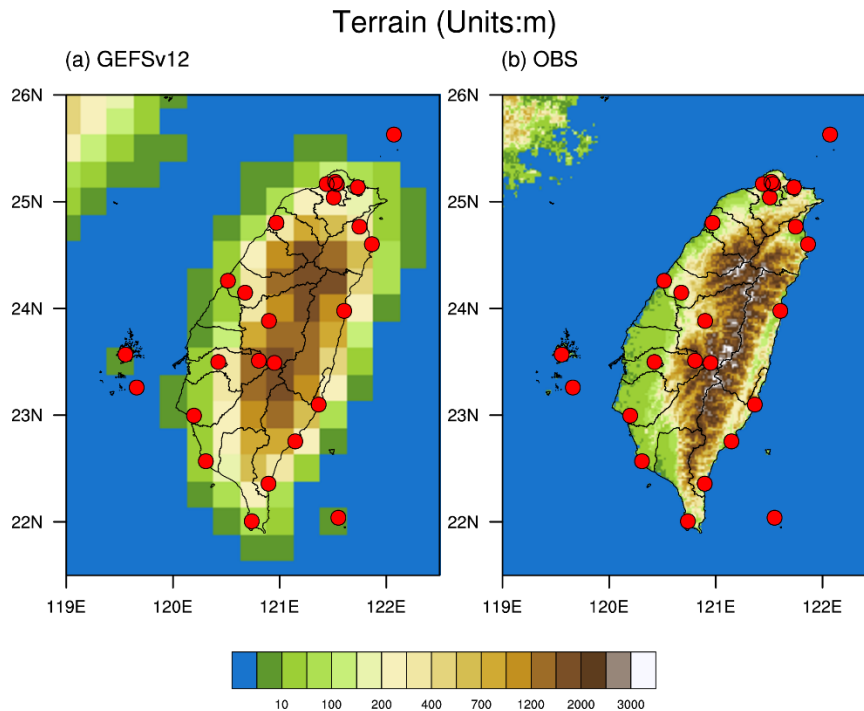 Terrain (Units:m)
(a) GEFSv12
(b) OBS
26N
25N
24N
23N
22N
119E 120E 121E 122E
26N
25N
24N
23N
22N
119E 120E 121E 122E
10 100 200 400 700 1200 2000 3000